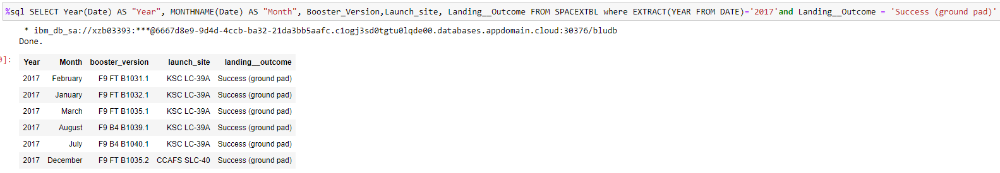 %sql SELECT Year(Date) AS "Year", MONTHNAME(Date) AS "Month", Booster_Version,Launch_site, Landing__Outcome FROM SPACEXTBL where EXTRACT(YEAR FROM DATE)='2017'and Landing__Outcome = 'Success (ground pad)'
* ibm_db_sa://xzb03393:***@6667d8e9-9d4d-4ccb-ba32-21da3bb5aafc.c1ogj3sd0tgtu0lqde00.databases.appdomain.cloud:30376/bludb
Done.
]:
Year Month booster_version launch_site landing__outcome
2017 February F9 FT B1031.1 KSC LC-39A Success (ground pad)
2017 January F9 FT B1032.1 KSC LC-39A Success (ground pad)
2017 March F9 FT B1035.1 KSC LC-39A Success (ground pad)
2017 August F9 B4 B1039.1 KSC LC-39A Success (ground pad)
2017 July F9 B4 B1040.1 KSC LC-39A Success (ground pad)
2017 December F9 FT B1035.2 CCAFS SLC-40 Success (ground pad)